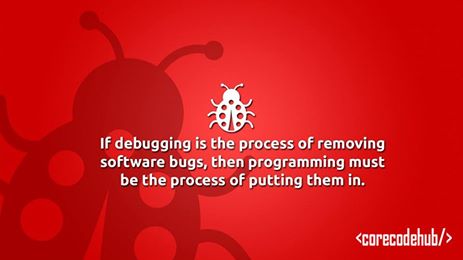 If debugging is the process of removing
software bugs, then programming must
be the process of putting them in.
<corecodehub/>